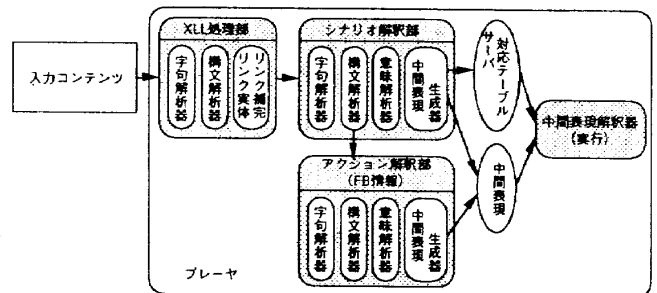 入力コンテンツ
XLL処理部
字句解析器
構文解析器
リンク実体
リンク補完
シナリオ解釈部
字句解析器
構文解析器
意味解析器
中間表現
生成器
対応テーブル
サーバ
中間表現解釈器
(実行)
アクション解釈部
(FB情報)
字句解析器
構文解析器
意味解析器
中間表現
生成器
中間表現
プレーヤ